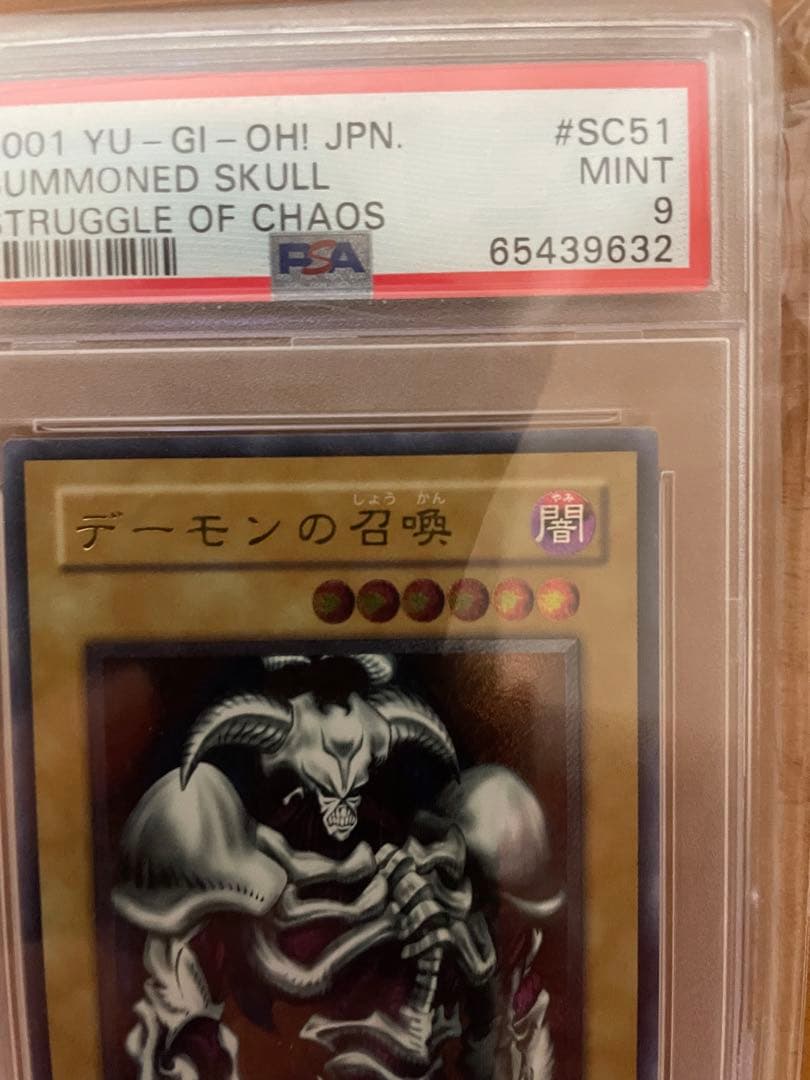 001 YU-GI-OH! JPN. #SC51
SUMMONED SKULL MINT
STRUGGLE OF CHAOS 9
PSA 65439632
しょう かん
デーモンの召喚
やみ
闇